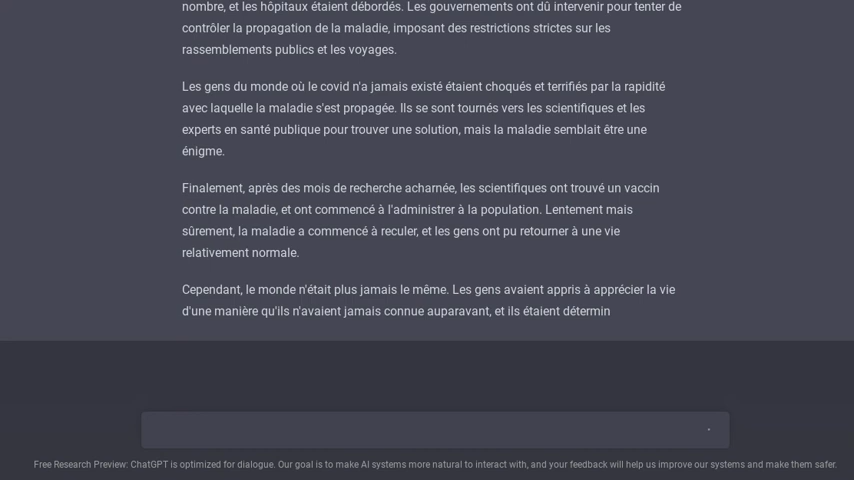 nombre, et les hôpitaux étaient débordés. Les gouvernements ont dû intervenir pour tenter de
contrôler la propagation de la maladie, imposant des restrictions strictes sur les
rassemblements publics et les voyages.
Les gens du monde où le covid n'a jamais existé étaient choqués et terrifiés par la rapidité
avec laquelle la maladie s'est propagée. Ils se sont tournés vers les scientifiques et les
experts en santé publique pour trouver une solution, mais la maladie semblait être une
énigme.
Finalement, après des mois de recherche acharnée, les scientifiques ont trouvé un vaccin
contre la maladie, et ont commencé à l'administrer à la population. Lentement mais
sûrement, la maladie a commencé à reculer, et les gens ont pu retourner à une vie
relativement normale.
Cependant, le monde n'était plus jamais le même. Les gens avaient appris à apprécier la vie
d'une manière qu'ils n'avaient jamais connue auparavant, et ils étaient détermin
Free Research Preview: ChatGPT is optimized for dialogue. Our goal is to make AI systems more natural to interact with, and your feedback will help us improve our systems and make them safer.